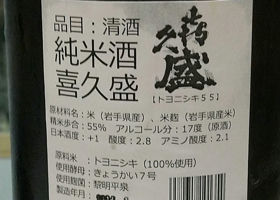 品目：清酒
純米酒
喜久盛
㐂久盛
【トヨニシキ５５】
原材料名：米（岩手県産）、米麹（岩手県産米）
精米歩合：55％　アルコール分：17度（原酒）
日本酒度：+1　酸度：2.8　アミノ酸度：2.1
原料米：トヨニシキ（100％使用）
使用酵母：きょうかい７号
使用麹菌：黎明平泉
製造年月